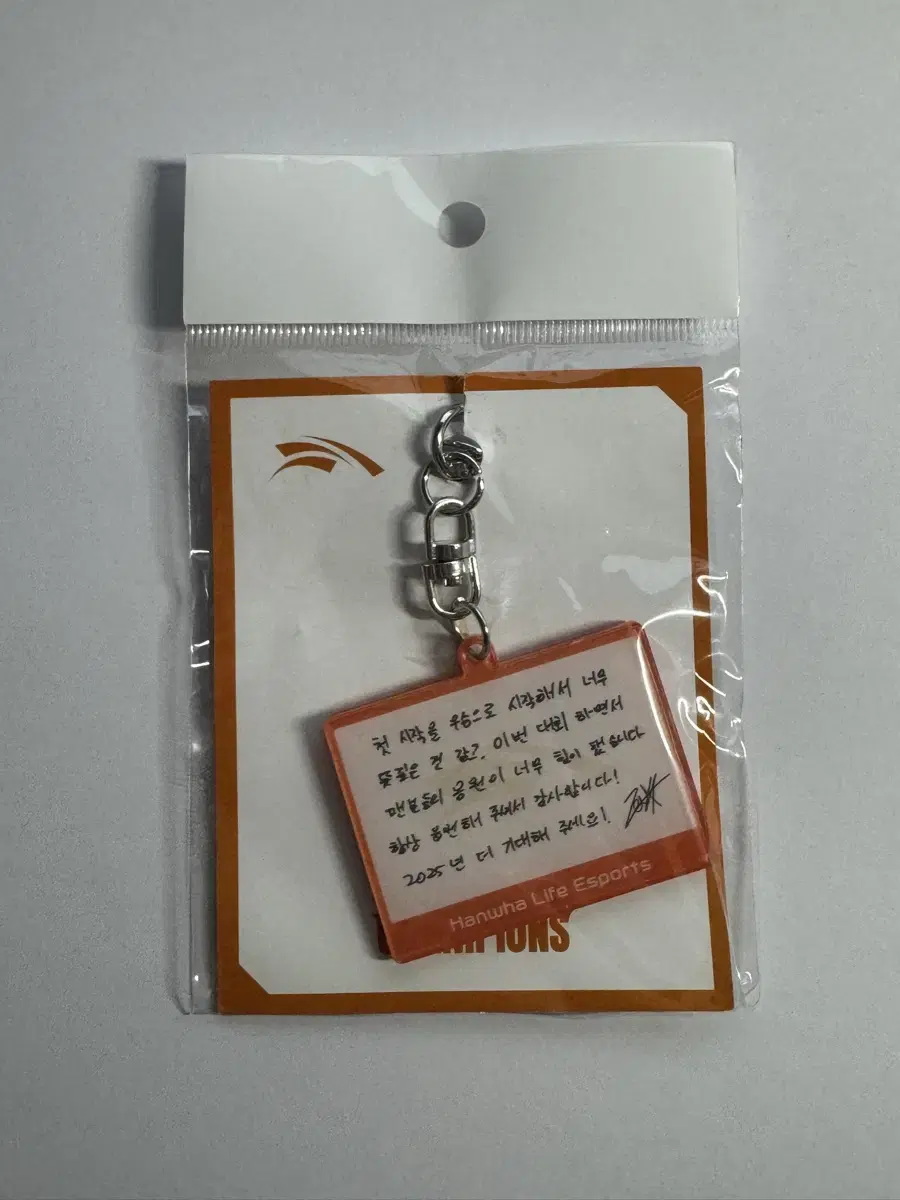 첫 시작을 우승으로 시작해서 너무
뜻깊은 것 같고, 이번 대회 하면서
팬분들의 응원이 너무 힘이 됐습니다
항상 응원해 주셔서 감사합니다!
2025년 더 기대해 주세요!
Hanwha Life Esports